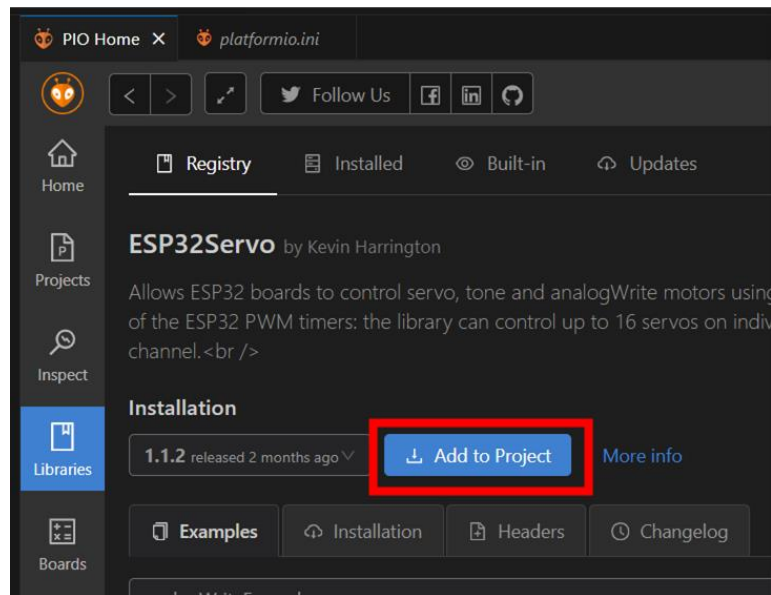 PIO Home
platformio.ini
Follow Us
Home
Registry
Installed
Built-in
Updates
Projects
ESP32Servo by Kevin Harrington
Allows ESP32 boards to control servo, tone and analogWrite motors using
of the ESP32 PWM timers: the library can control up to 16 servos on indiv
channel.<br />
Inspect
Installation
1.1.2 released 2 months ago
Add to Project
More info
Libraries
Examples
Installation
Headers
Changelog
Boards